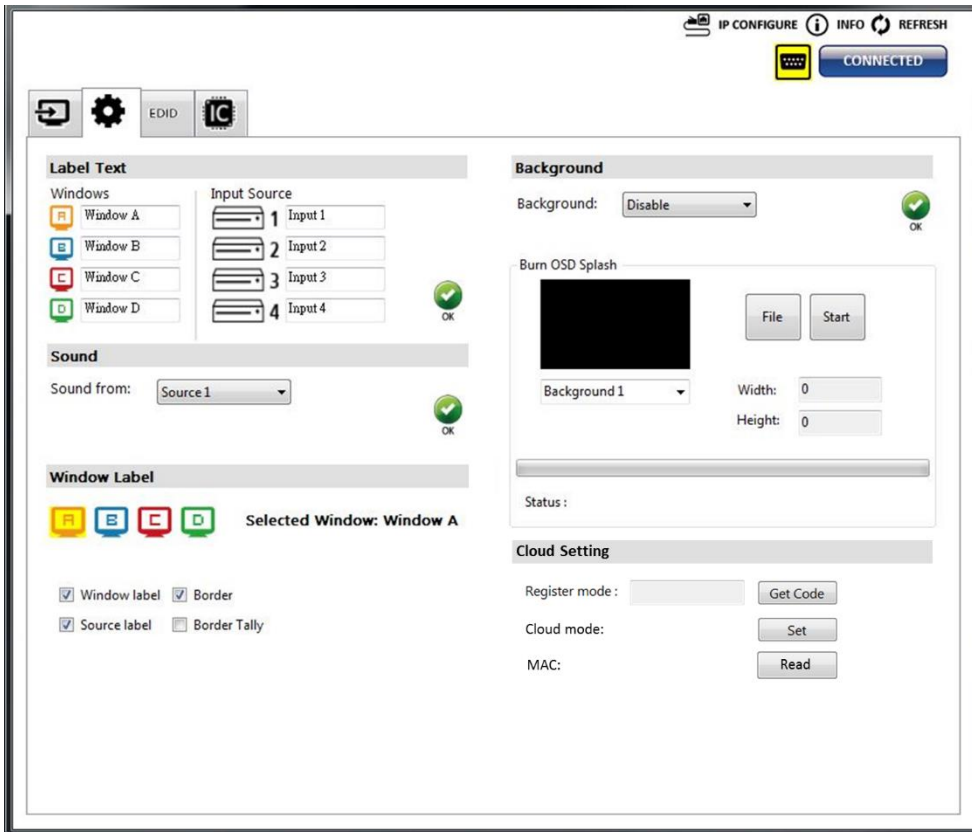 IP CONFIGURE INFO REFRESH
CONNECTED
EDID IC
Label Text
Windows Input Source
A Window A 1 Input 1
B Window B 2 Input 2
C Window C 3 Input 3
D Window D 4 Input 4
OK
Sound
Sound from: Source 1
OK
Window Label
A B C D Selected Window: Window A
Window label Border
Source label Border Tally
Background
Background: Disable
OK
Burn OSD Splash
File Start
Background 1 Width: 0
Height: 0
Status :
Cloud Setting
Register mode : Get Code
Cloud mode: Set
MAC: Read